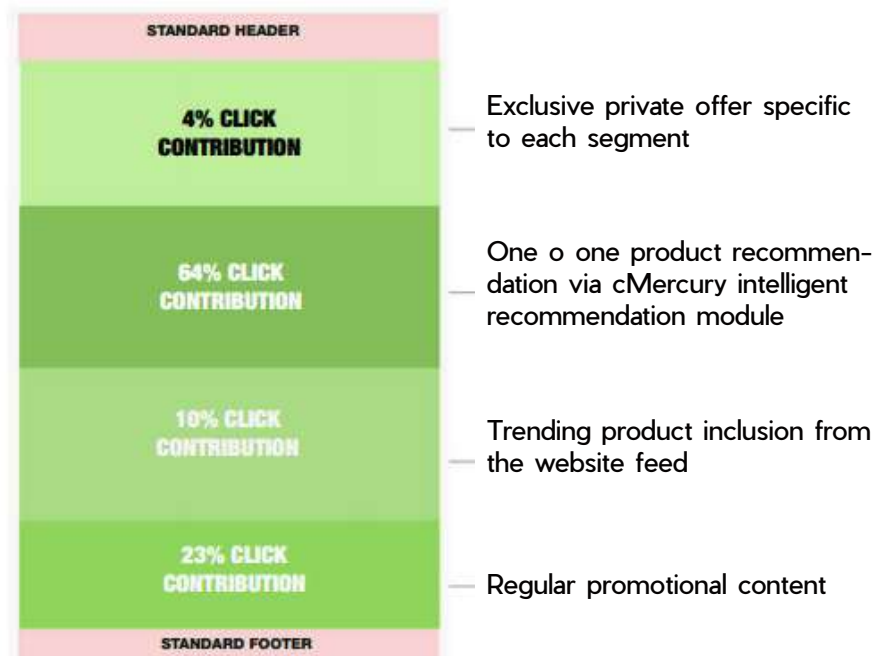 STANDARD HEADER
4% CLICK
CONTRIBUTION
Exclusive private offer specific
to each segment
64% CLICK
CONTRIBUTION
One o one product recommen-
dation via cMercury intelligent
recommendation module
10% CLICK
CONTRIBUTION
Trending product inclusion from
the website feed
23% CLICK
CONTRIBUTION
Regular promotional content
STANDARD FOOTER